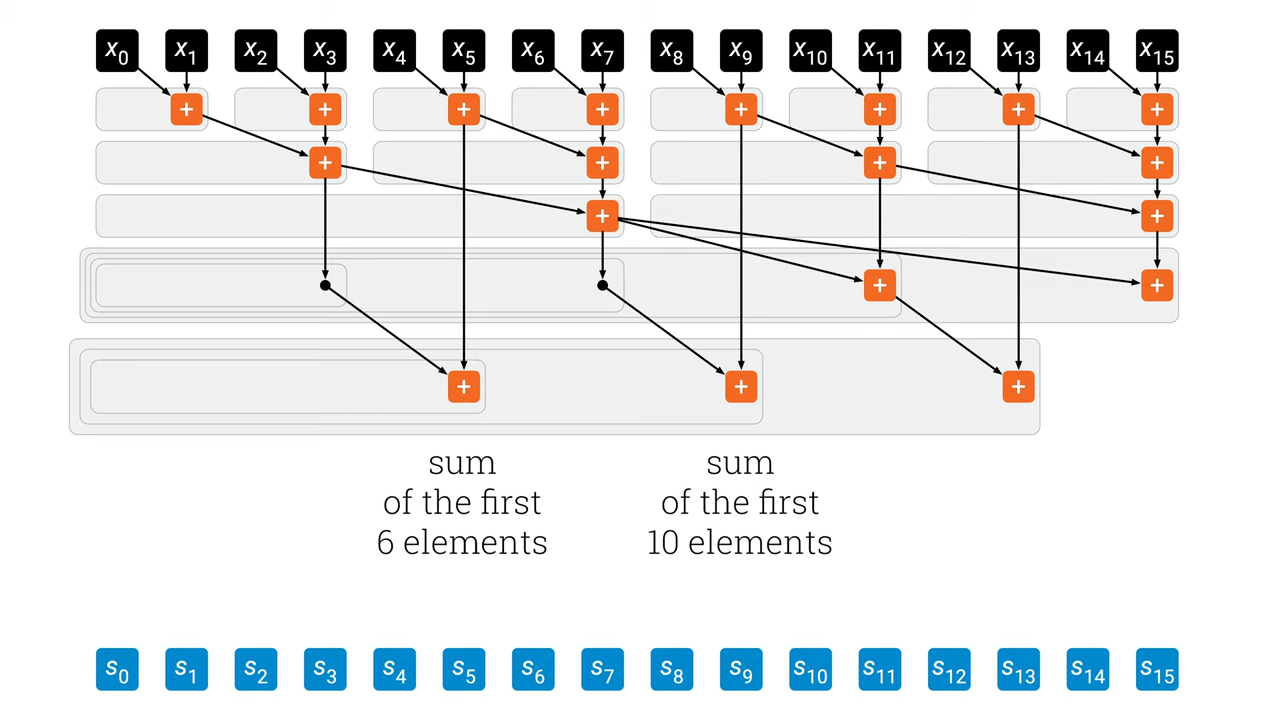 x0 x1 x2 x3 x4 x5 x6 x7 x8 x9 x10 x11 x12 x13 x14 x15
+ + + + + + + +
+ + + +
+ +
+ +
+ + +
sum
of the first
6 elements
sum
of the first
10 elements
s0 s1 s2 s3 s4 s5 s6 s7 s8 s9 s10 s11 s12 s13 s14 s15